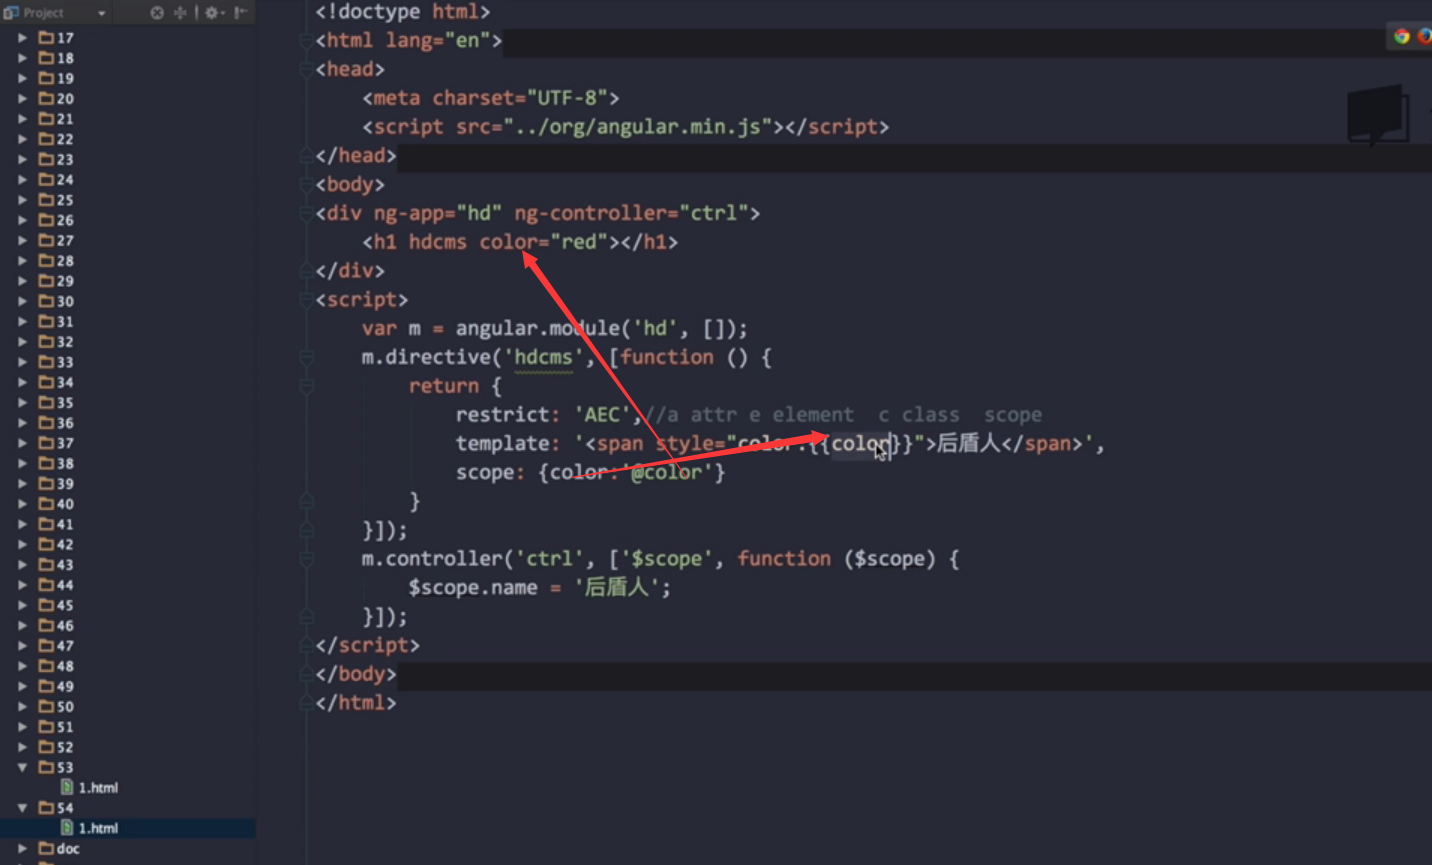 Project
17
18
19
20
21
22
23
24
25
26
27
28
29
30
31
32
33
34
35
36
37
38
39
40
41
42
43
44
45
46
47
48
49
50
51
52
53
1.html
54
1.html
doc
<!doctype html>
<html lang="en">
<head>
    <meta charset="UTF-8">
    <script src="../org/angular.min.js"></script>
</head>
<body>
<div ng-app="hd" ng-controller="ctrl">
    <h1 hdcms color="red"></h1>
</div>
<script>
    var m = angular.module('hd', []);
    m.directive('hdcms', [function () {
        return {
            restrict: 'AEC',//a attr e element  c class  scope
            template: '<span style="color:{{color}}">后盾人</span>',
            scope: {color:'@color'}
        }
    }]);
    m.controller('ctrl', ['$scope', function ($scope) {
        $scope.name = '后盾人';
    }]);
</script>
</body>
</html>